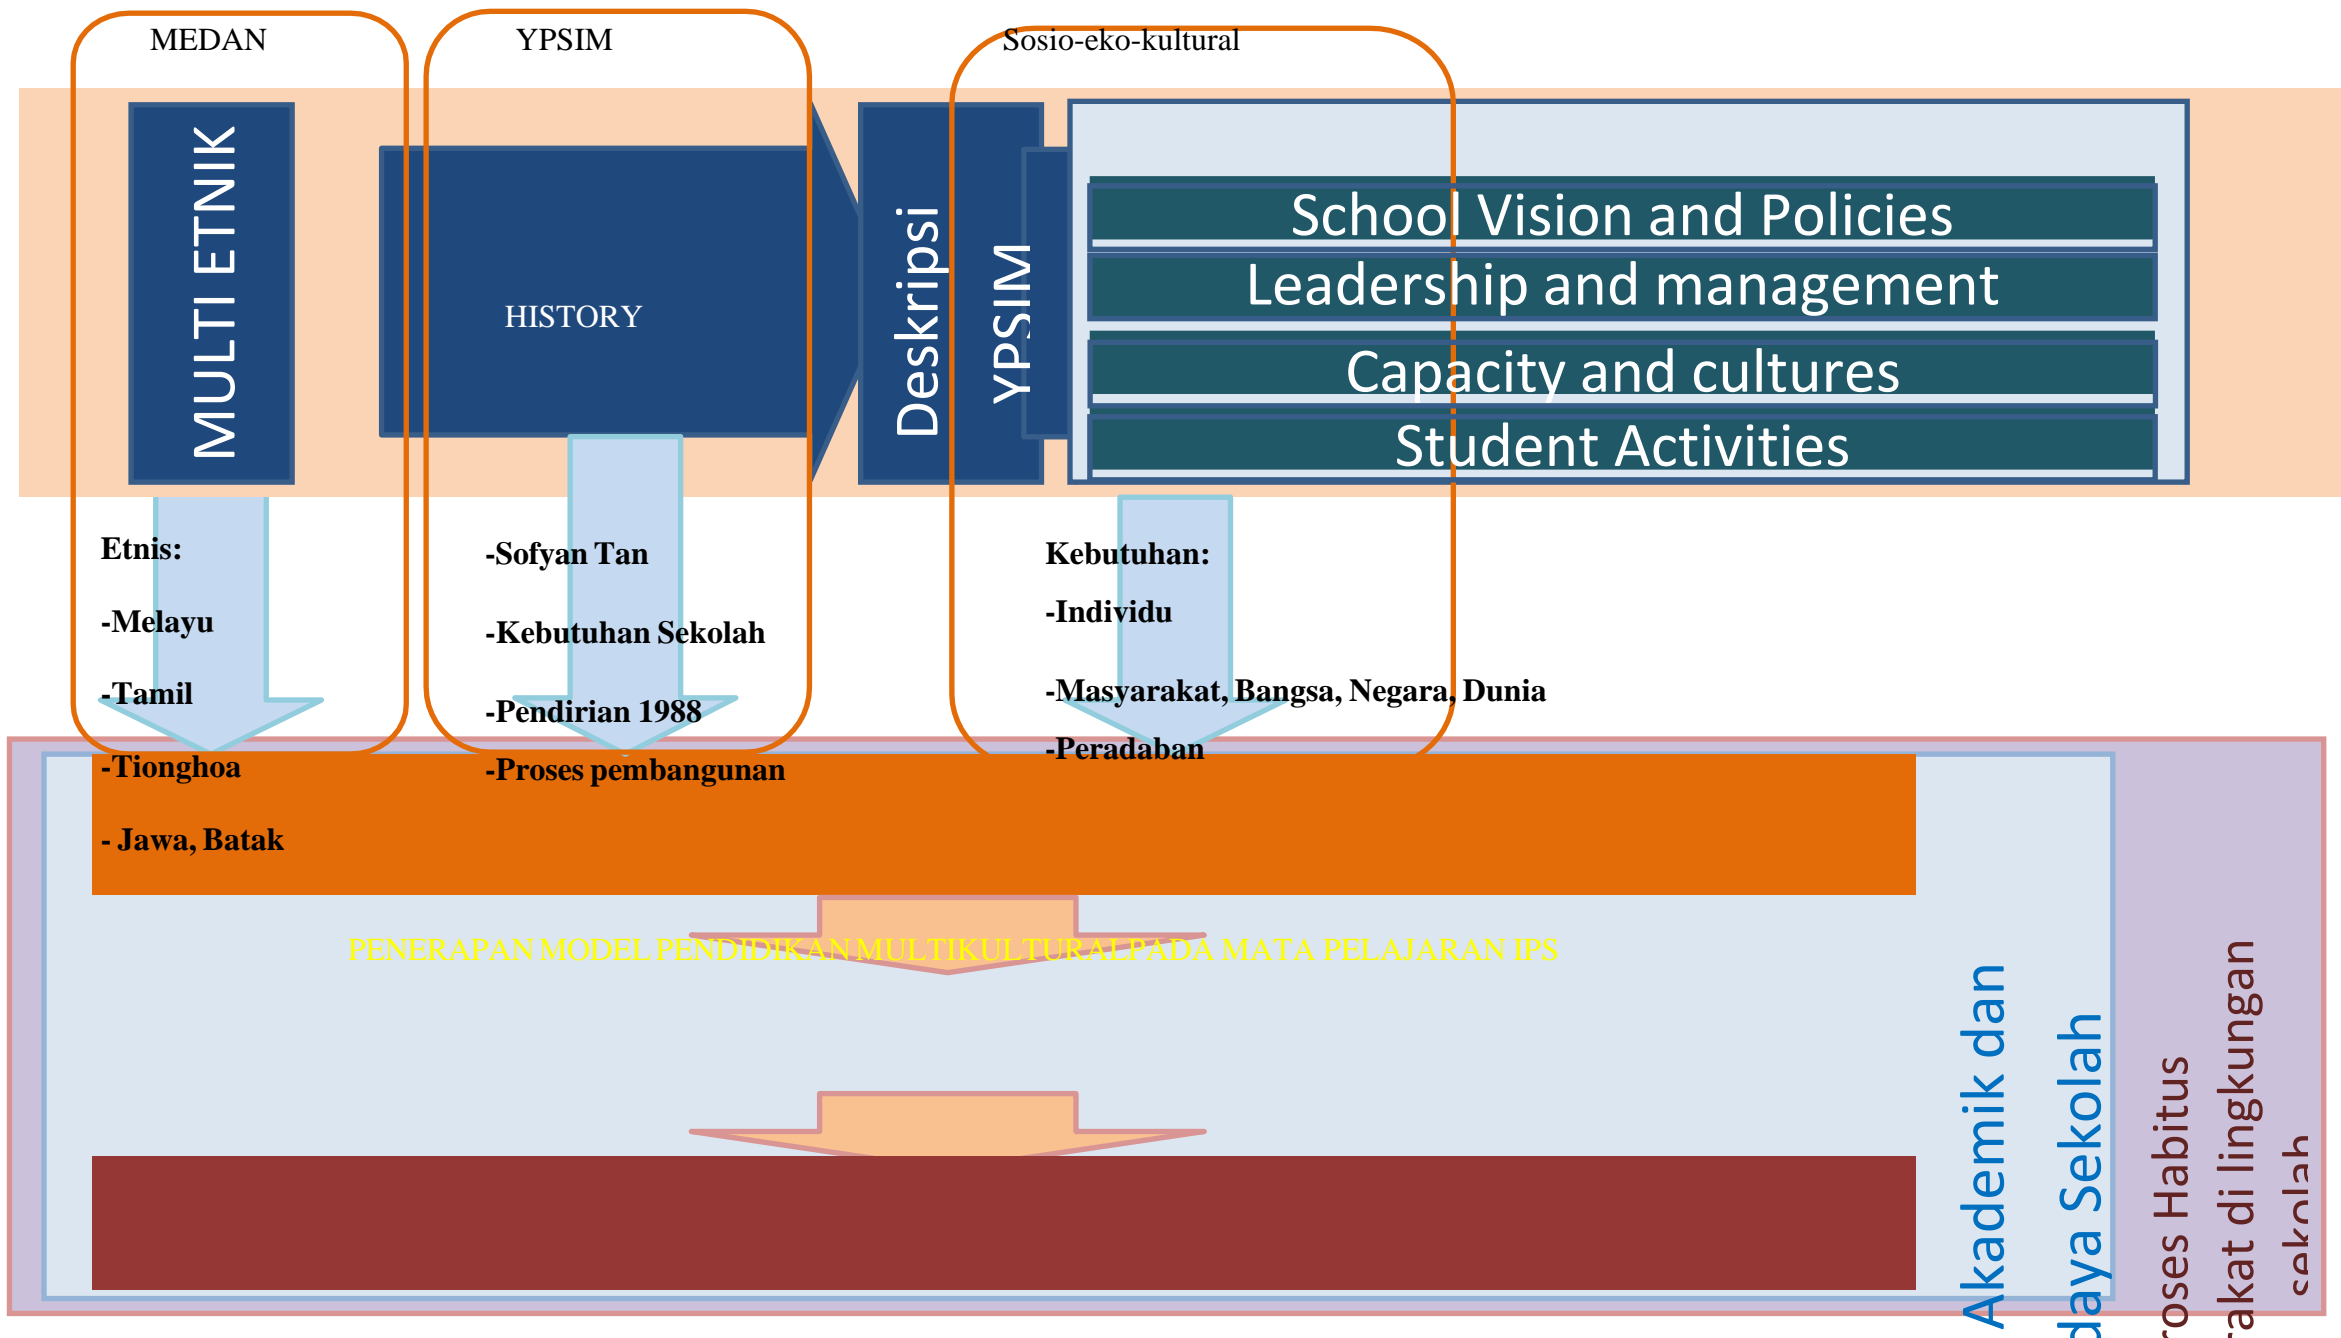 MEDAN
YPSIM
Sosio-eko-kultural
MULTI ETNIK
HISTORY
Deskripsi
YPSIM
School Vision and Policies
Leadership and management
Capacity and cultures
Student Activities
Etnis:
-Melayu
-Tamil
-Tionghoa
- Jawa, Batak
-Sofyan Tan
-Kebutuhan Sekolah
-Pendirian 1988
-Proses pembangunan
Kebutuhan:
-Individu
-Masyarakat, Bangsa, Negara, Dunia
-Peradaban
PENERAPAN MODEL PENDIDIKAN MULTIKULTURALPADA MATA PELAJARAN IPS
Akademik dan
daya Sekolah
roses Habitus
rakat di lingkungan
sekolah